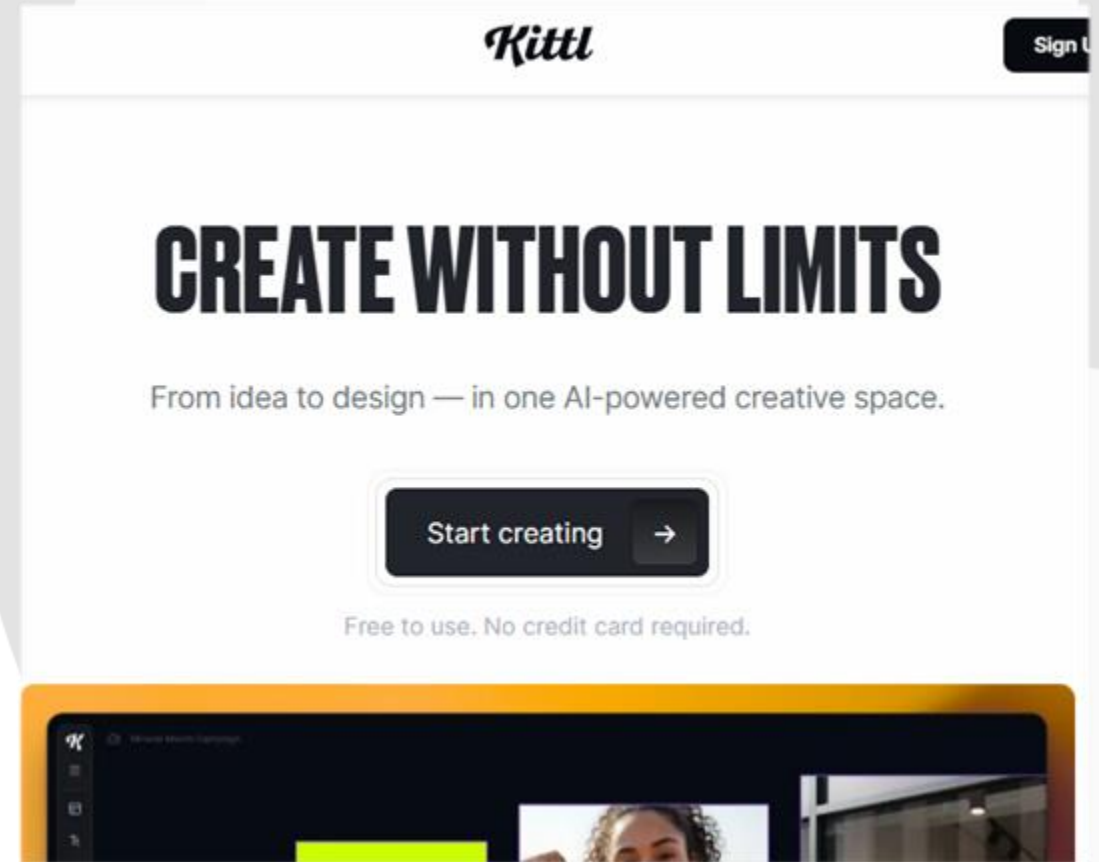 Kittl
Sign
CREATE WITHOUT LIMITS
From idea to design — in one AI-powered creative space.
Start creating
Free to use. No credit card required.
K